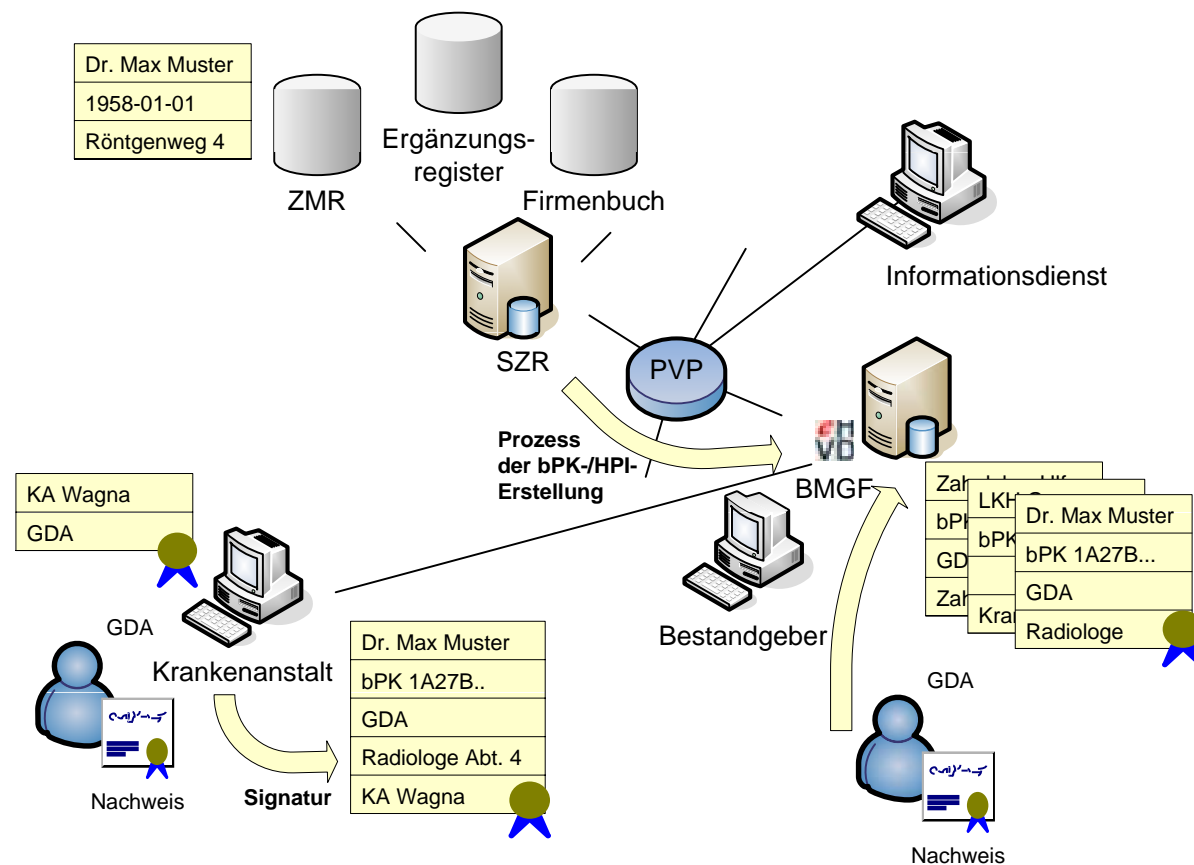 Dr. Max Muster
1958-01-01
Röntgenweg 4
ZMR
Ergänzungs-
register
Firmenbuch
Informationsdienst
SZR
PVP
Prozess
der bPK-/HPI-
Erstellung
eHVD
BMGF
KA Wagna
GDA
GDA
Krankenanstalt
Nachweis
Signatur
Dr. Max Muster
bPK 1A27B..
GDA
Radiologe Abt. 4
KA Wagna
Bestandgeber
LKH
Dr. Max Muster
bPK 1A27B...
GDA
Radiologe
GDA
Nachweis